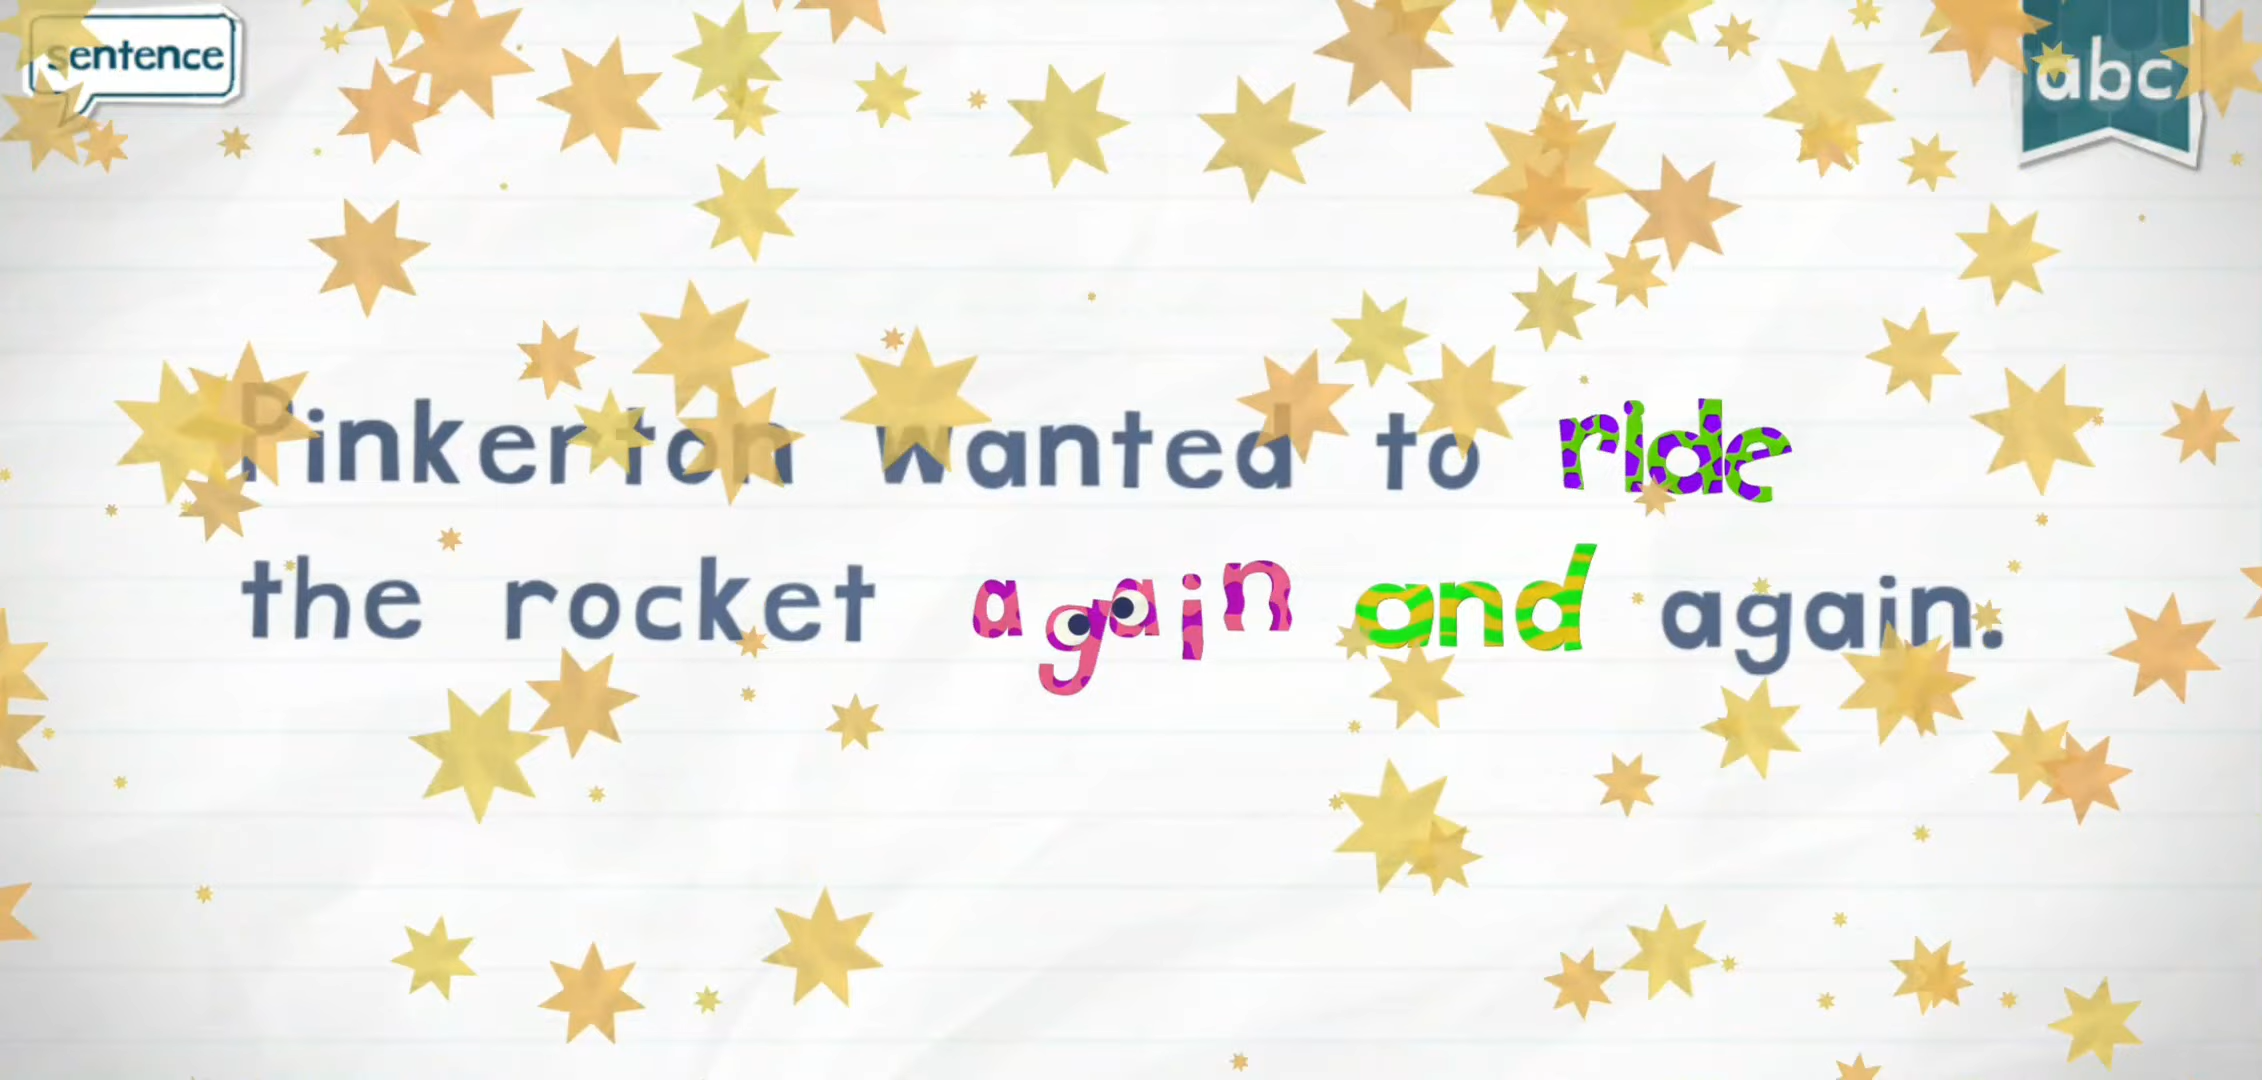 sentence
abc
Pinkerton wanted to ride
the rocket again and again.